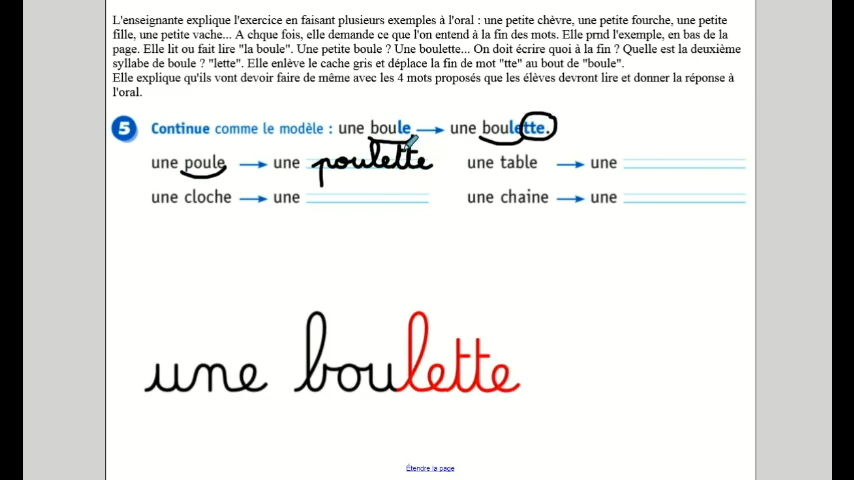 L'enseignante explique l'exercice en faisant plusieurs exemples à l'oral : une petite chèvre, une petite fourche, une petite
fille, une petite vache... A chque fois, elle demande ce que l'on entend à la fin des mots. Elle prnd l'exemple, en bas de la
page. Elle lit ou fait lire "la boule". Une petite boule ? Une boulette... On doit écrire quoi à la fin ? Quelle est la deuxième
syllabe de boule ? "lette". Elle enlève le cache gris et déplace la fin de mot "tte" au bout de "boule".
Elle explique qu'ils vont devoir faire de même avec les 4 mots proposés que les élèves devront lire et donner la réponse à
l'oral.
5 Continue comme le modèle : une boule → une boulette.
une poule → une poulette une table → une
une cloche → une une chaine → une
une boulette
Étendre la page